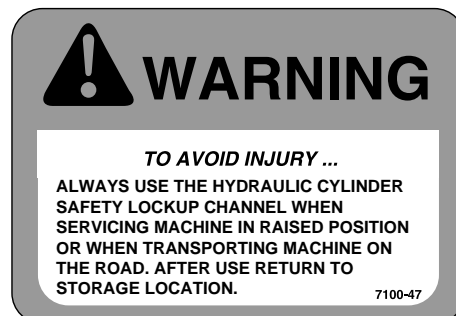 WARNING
TO AVOID INJURY ...
ALWAYS USE THE HYDRAULIC CYLINDER
SAFETY LOCKUP CHANNEL WHEN
SERVICING MACHINE IN RAISED POSITION
OR WHEN TRANSPORTING MACHINE ON
THE ROAD. AFTER USE RETURN TO
STORAGE LOCATION.
7100-47